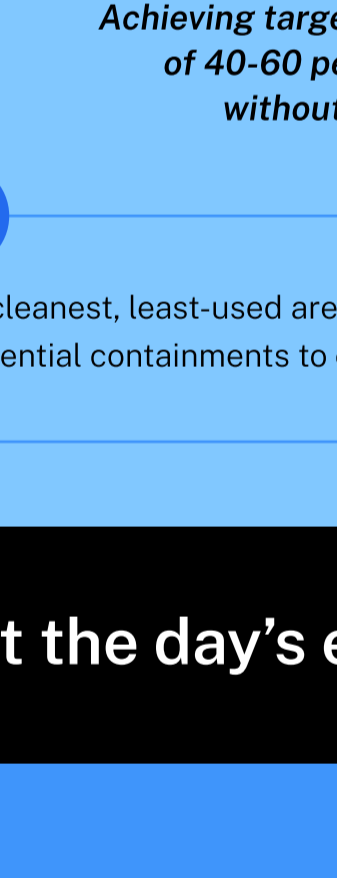 Achieving targe
of 40-60 pe
without
cleanest, least-used are
ential containments to
t the day's e